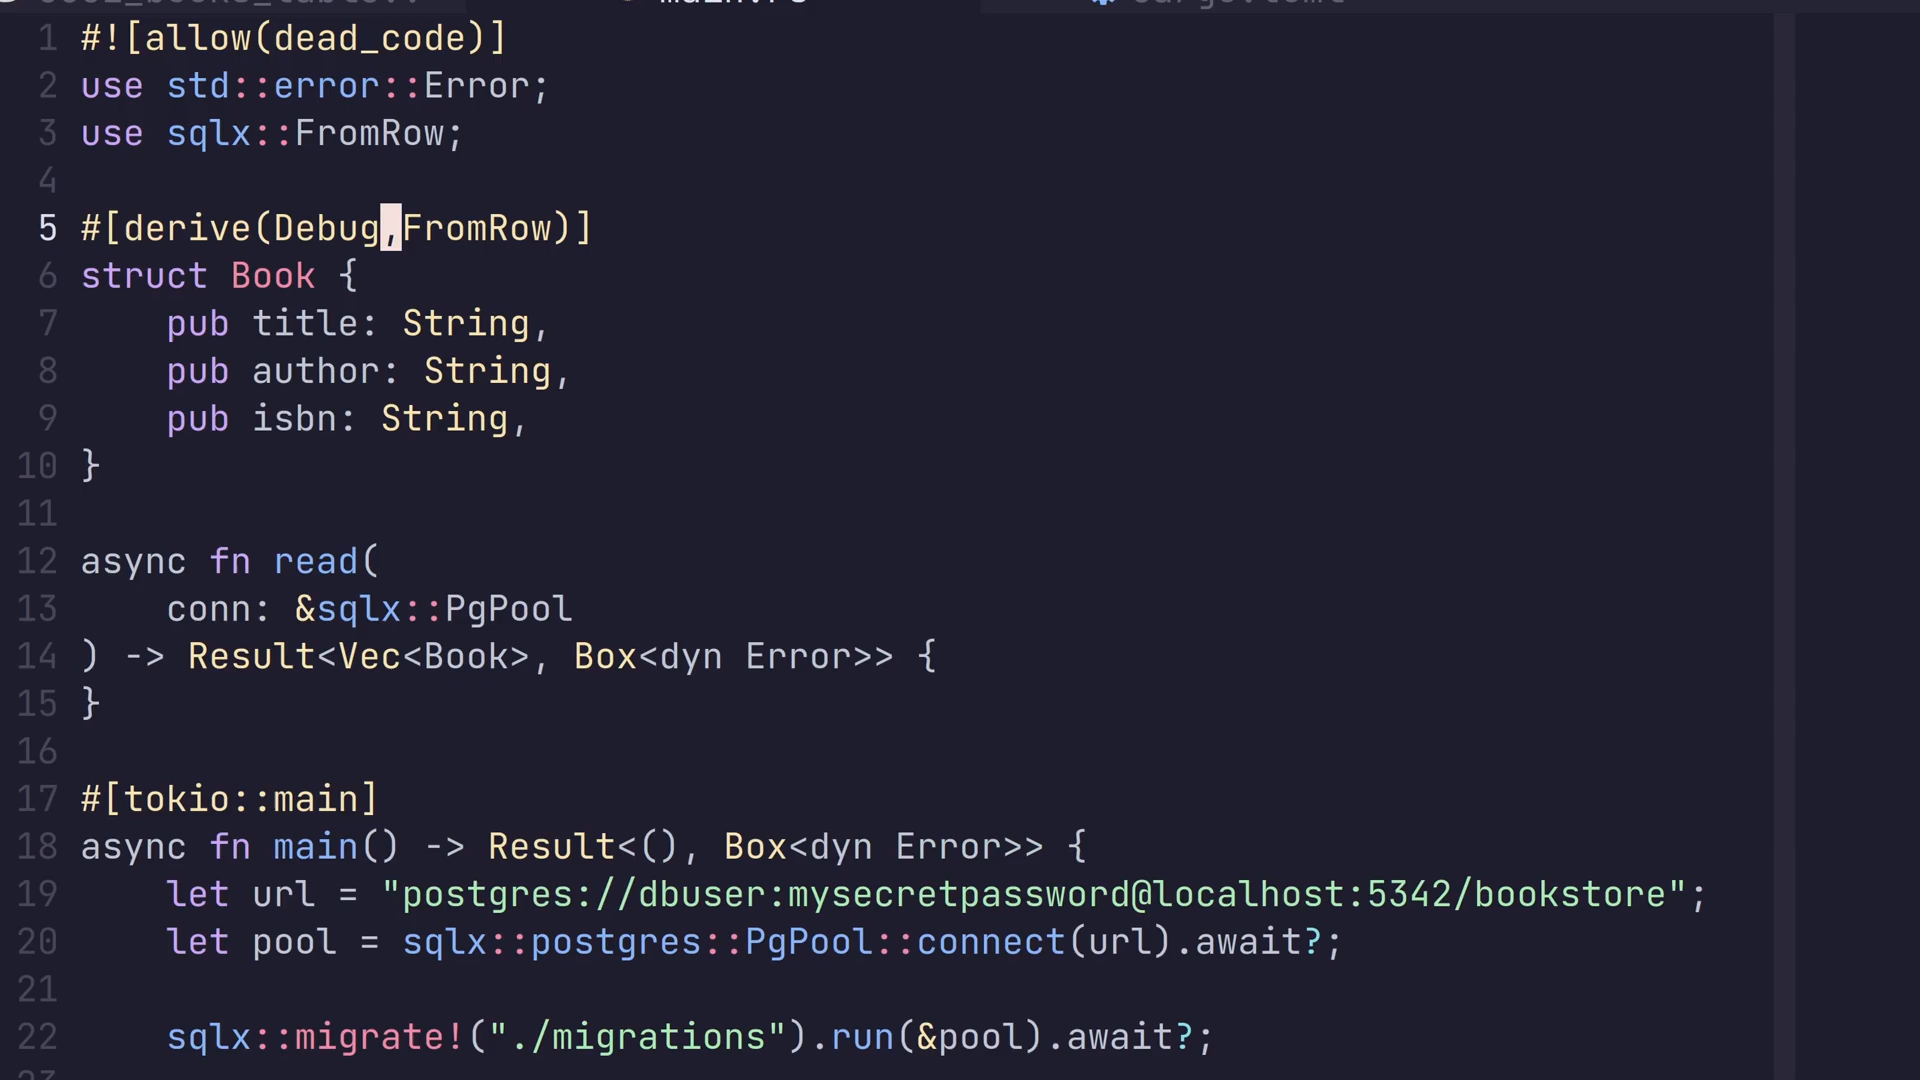 main.rs
1 #![allow(dead_code)]
2 use std::error::Error;
3 use sqlx::FromRow;
4
5 #[derive(Debug,FromRow)]
6 struct Book {
7     pub title: String,
8     pub author: String,
9     pub isbn: String,
10 }
11
12 async fn read(
13     conn: &sqlx::PgPool
14 ) -> Result<Vec<Book>, Box<dyn Error>> {
15 }
16
17 #[tokio::main]
18 async fn main() -> Result<(), Box<dyn Error>> {
19     let url = "postgres://dbuser:mysecretpassword@localhost:5342/bookstore";
20     let pool = sqlx::postgres::PgPool::connect(url).await?;
21
22     sqlx::migrate!("./migrations").run(&pool).await?;